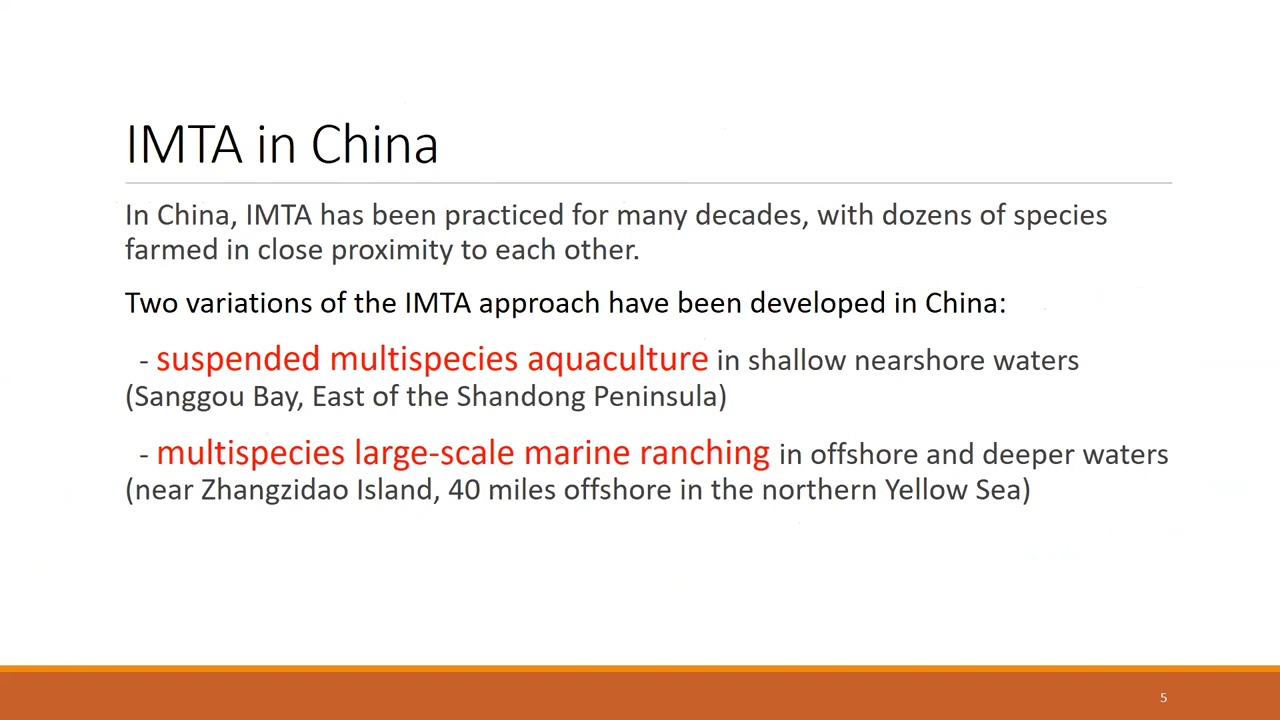 IMTA in China
In China, IMTA has been practiced for many decades, with dozens of species
farmed in close proximity to each other.
Two variations of the IMTA approach have been developed in China:
- suspended multispecies aquaculture in shallow nearshore waters
(Sanggou Bay, East of the Shandong Peninsula)
- multispecies large-scale marine ranching in offshore and deeper waters
(near Zhangzidao Island, 40 miles offshore in the northern Yellow Sea)
5